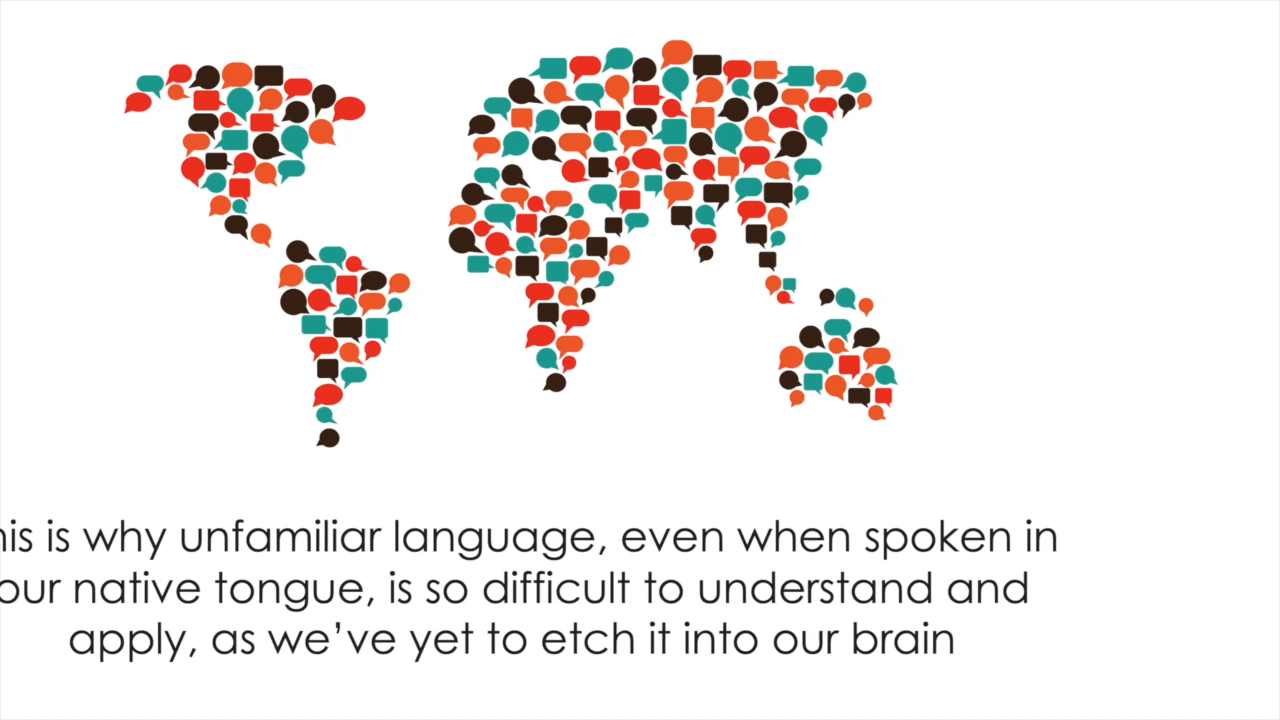 his is why unfamiliar language, even when spoken in
our native tongue, is so difficult to understand and
apply, as we’ve yet to etch it into our brain